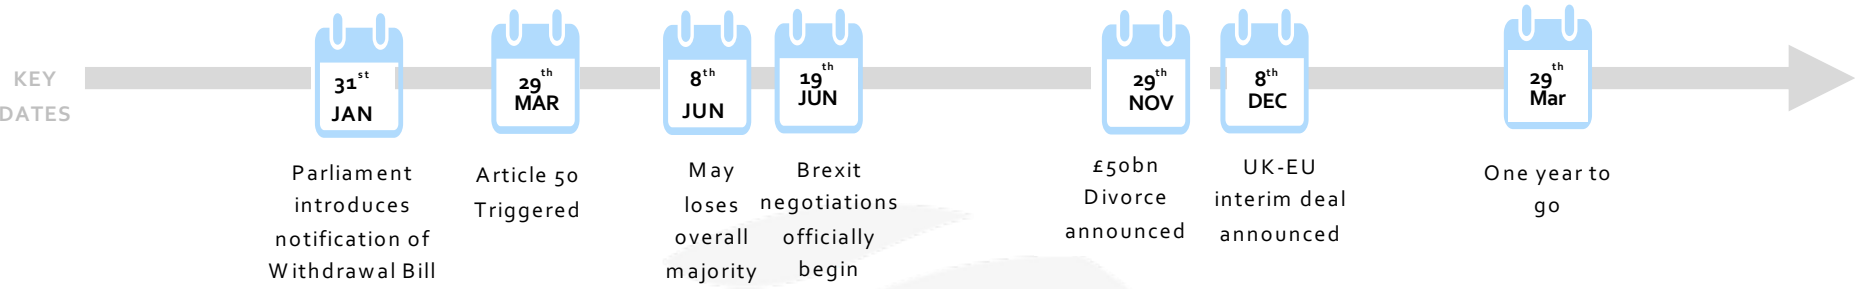 KEY
DATES
31st
JAN
29th
MAR
8th
JUN
19th
JUN
29th
NOV
8th
DEC
29th
Mar
Parliament
introduces
notification of
Withdrawal Bill
Article 50
Triggered
May
loses
overall
majority
Brexit
negotiations
officially
begin
£50bn
Divorce
announced
UK-EU
interim deal
announced
One year to
go